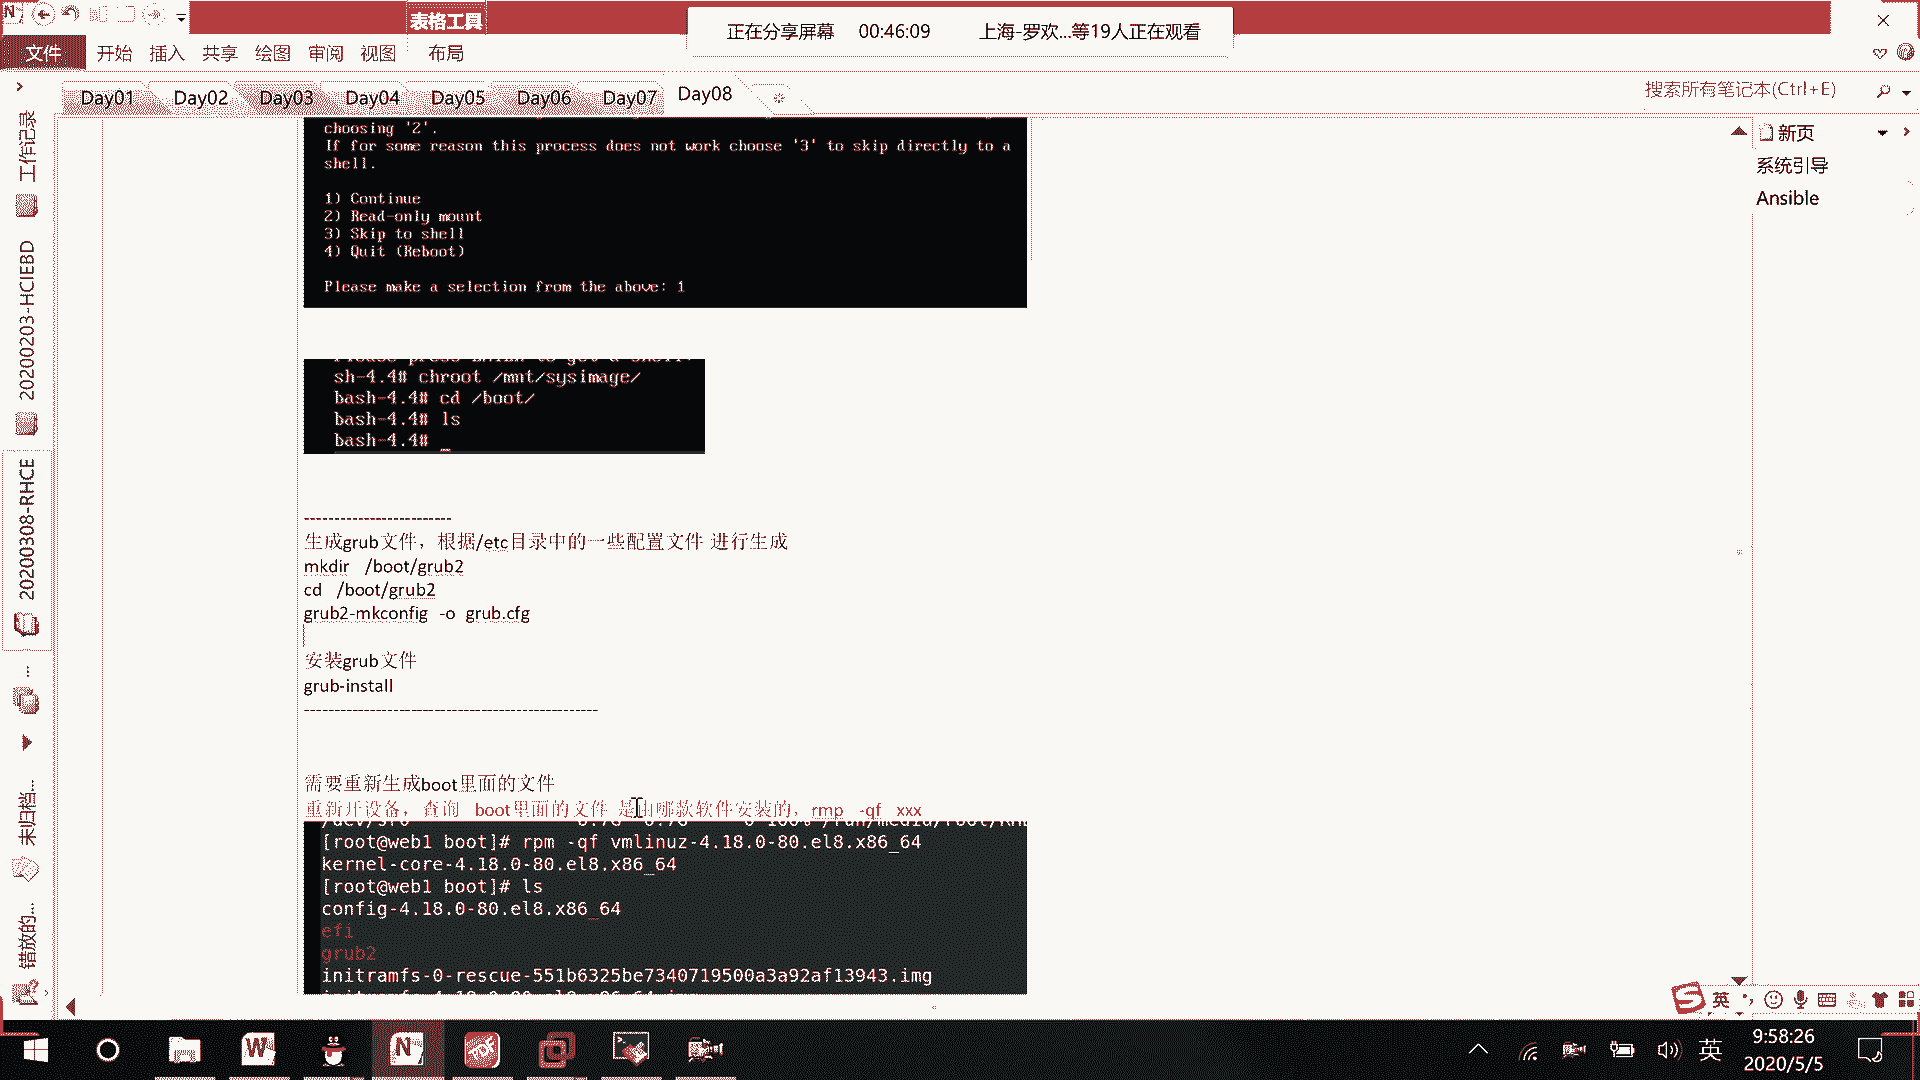 表格工具
正在分享屏幕 00:46:09 上海-罗欢...等19人正在观看
文件 开始 插入 共享 绘图 审阅 视图 布局
Day01 Day02 Day03 Day04 Day05 Day06 Day07 Day08
搜索所有笔记本(Ctrl+E)
工作记录
20200203-HCIEBD
20200308-RHCE
...
未归档...
错放的...
新页
系统引导
Ansible
choosing '2'.
If for some reason this process does not work choose '3' to skip directly to a
shell.
1) Continue
2) Read-only mount
3) Skip to shell
4) Quit (Reboot)
Please make a selection from the above: 1
sh-4.4# chroot /mnt/sysimage/
bash-4.4# cd /boot/
bash-4.4# ls
bash-4.4# _
------------------------
生成grub文件，根据/etc目录中的一些配置文件 进行生成
mkdir /boot/grub2
cd /boot/grub2
grub2-mkconfig -o grub.cfg
安装grub文件
grub-install
------------------------------------------------
需要重新生成boot里面的文件
重新开设备，查询 boot里面的文件 是由哪款软件安装的，rmp -qf xxx
[root@web1 boot]# rpm -qf vmlinuz-4.18.0-80.el8.x86_64
kernel-core-4.18.0-80.el8.x86_64
[root@web1 boot]# ls
config-4.18.0-80.el8.x86_64
efi
grub2
initramfs-0-rescue-551b6325be7340719500a3a92af13943.img
英
英
9:58:26
2020/5/5